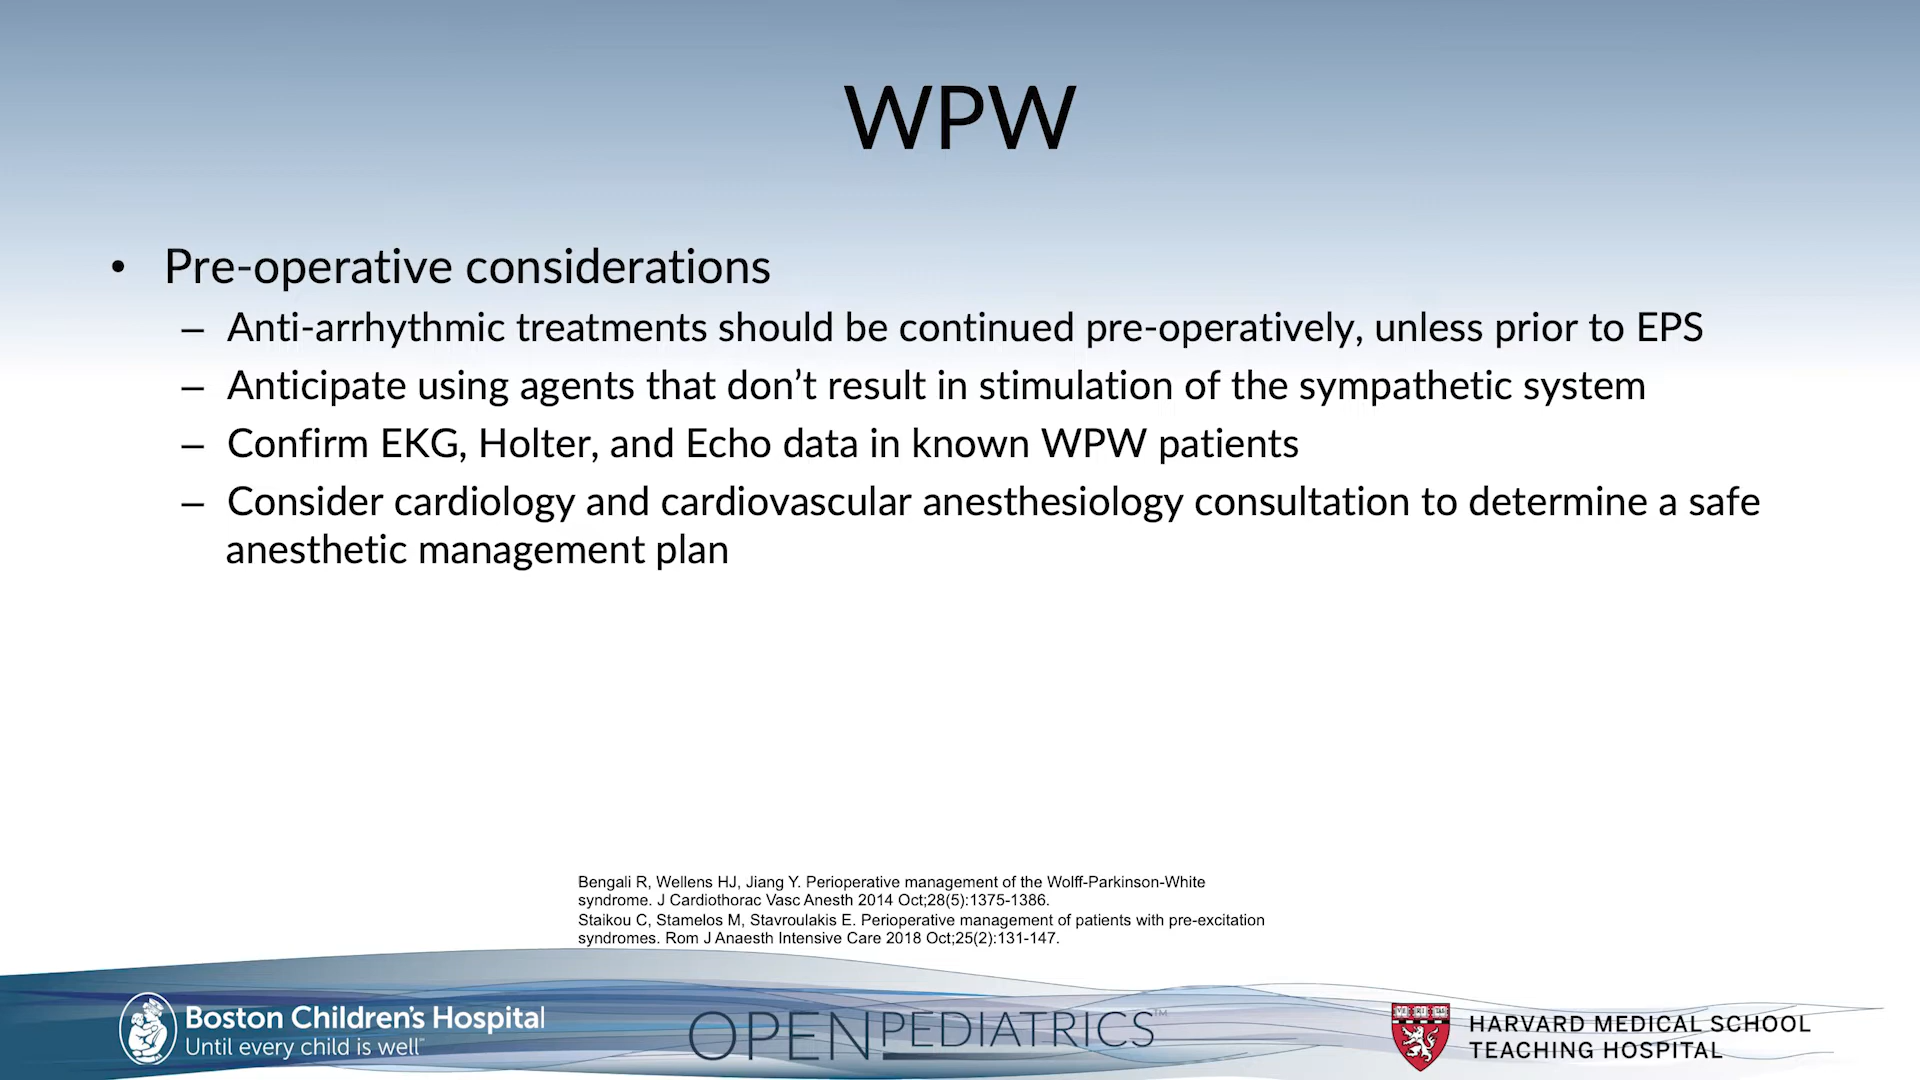 WPW
• Pre-operative considerations
– Anti-arrhythmic treatments should be continued pre-operatively, unless prior to EPS
– Anticipate using agents that don’t result in stimulation of the sympathetic system
– Confirm EKG, Holter, and Echo data in known WPW patients
– Consider cardiology and cardiovascular anesthesiology consultation to determine a safe
anesthetic management plan
Bengali R, Wellens HJ, Jiang Y. Perioperative management of the Wolff-Parkinson-White
syndrome. J Cardiothorac Vasc Anesth 2014 Oct;28(5):1375-1386.
Staikou C, Stamelos M, Stavroulakis E. Perioperative management of patients with pre-excitation
syndromes. Rom J Anaesth Intensive Care 2018 Oct;25(2):131-147.
Boston Children's Hospital
Until every child is well™
OPENPEDIATRICS™
VE RI TAS
HARVARD MEDICAL SCHOOL
TEACHING HOSPITAL